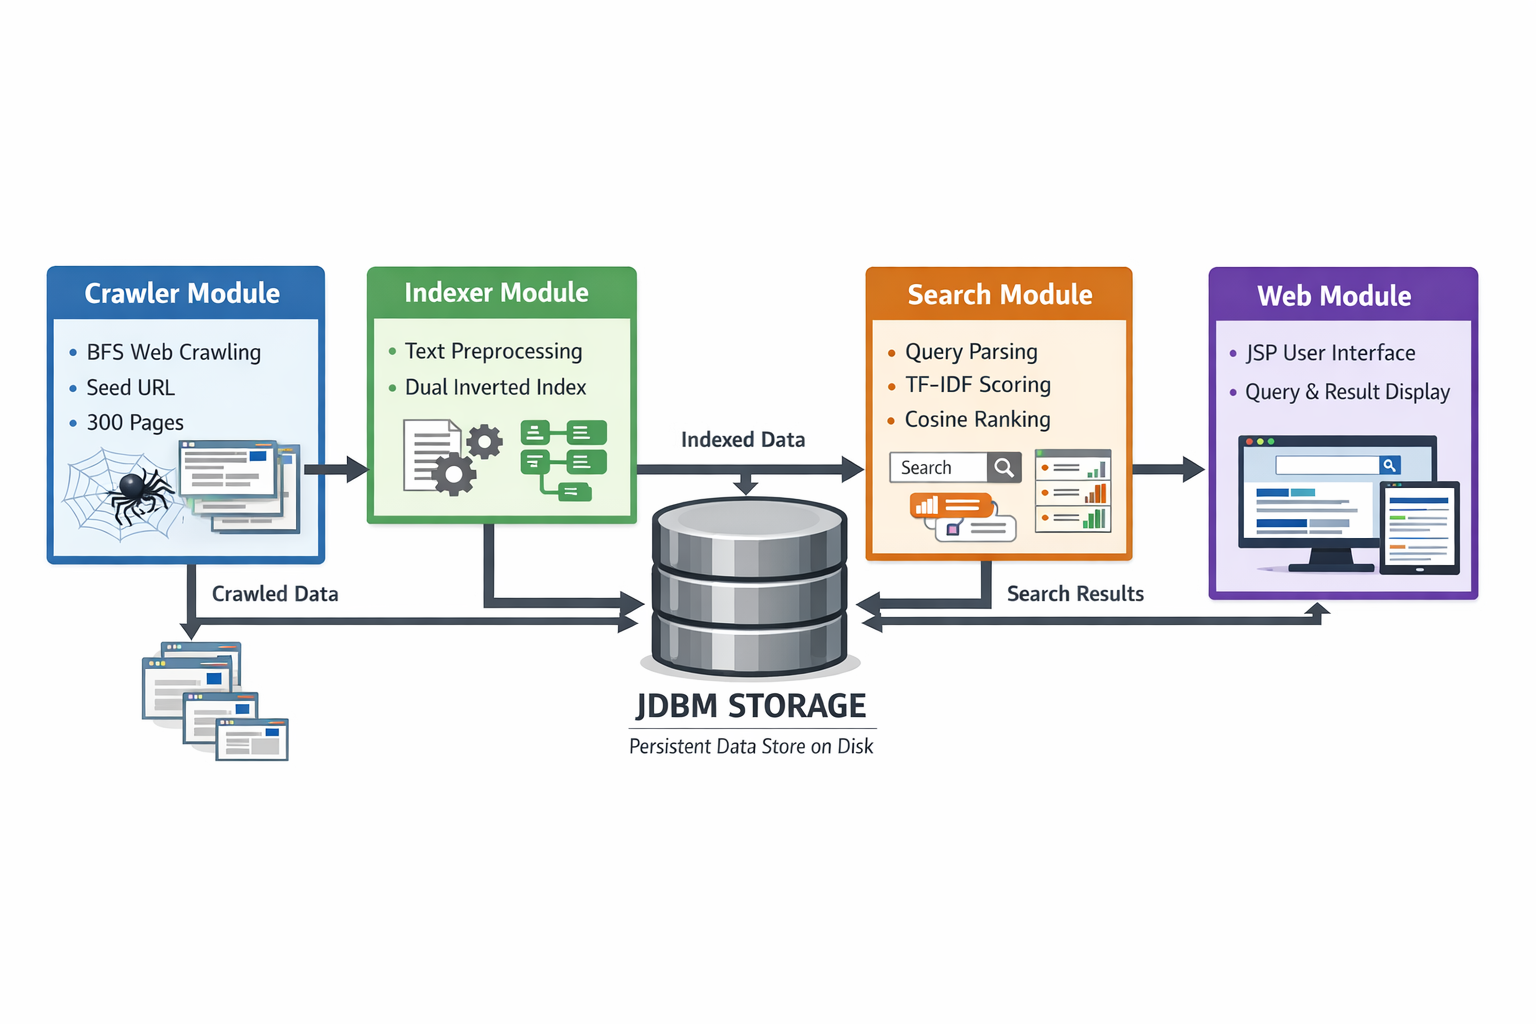 Crawler Module
• BFS Web Crawling
• Seed URL
• 300 Pages
Indexer Module
• Text Preprocessing
• Dual Inverted Index
Indexed Data
Search Module
• Query Parsing
• TF-IDF Scoring
• Cosine Ranking
Search
Web Module
• JSP User Interface
• Query & Result Display
Crawled Data
Search Results
JDBM STORAGE
Persistent Data Store on Disk